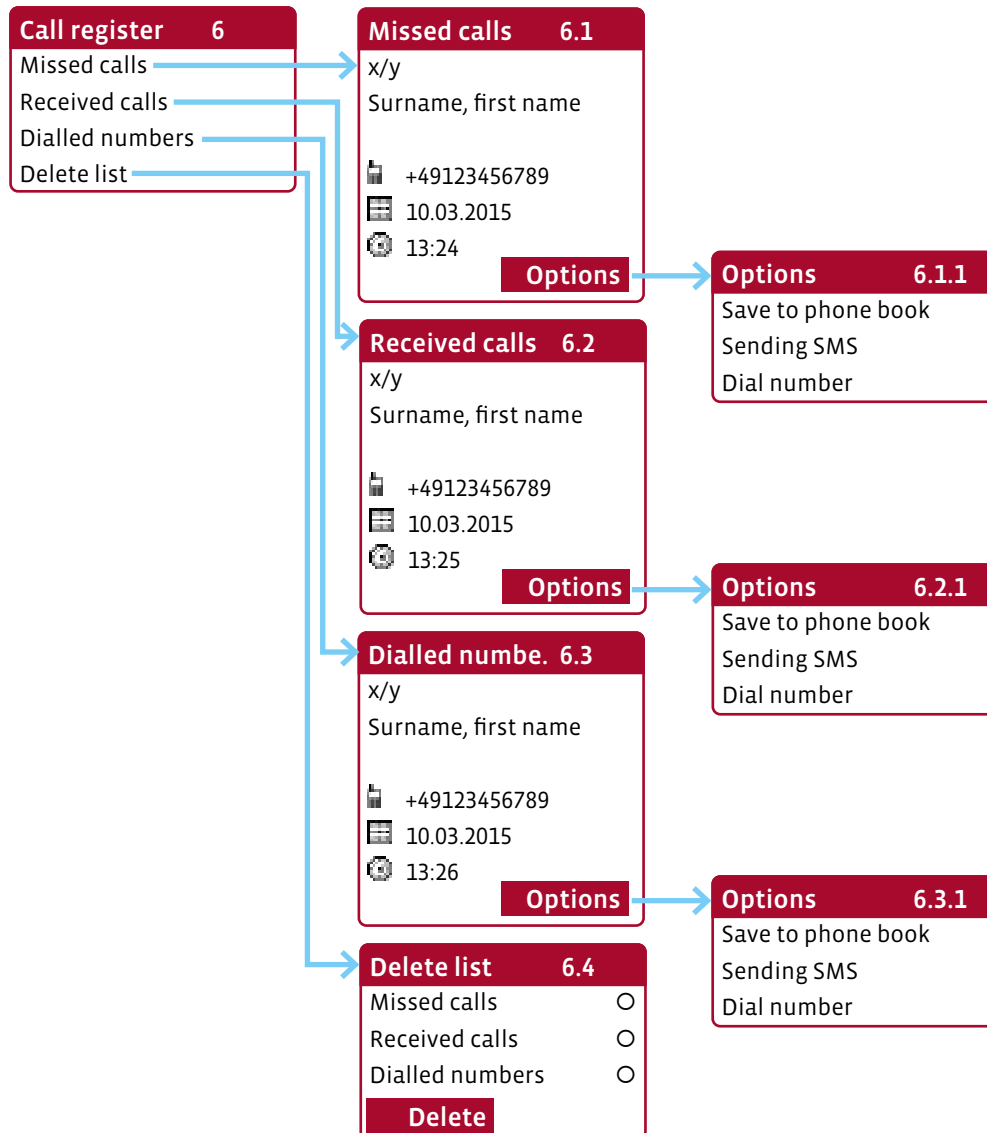 Call register 6
Missed calls
Received calls
Dialled numbers
Delete list
Missed calls 6.1
x/y
Surname, first name
+49123456789
10.03.2015
13:24
Options
Options 6.1.1
Save to phone book
Sending SMS
Dial number
Received calls 6.2
x/y
Surname, first name
+49123456789
10.03.2015
13:25
Options
Options 6.2.1
Save to phone book
Sending SMS
Dial number
Dialled numbe. 6.3
x/y
Surname, first name
+49123456789
10.03.2015
13:26
Options
Options 6.3.1
Save to phone book
Sending SMS
Dial number
Delete list 6.4
Missed calls
Received calls
Dialled numbers
Delete